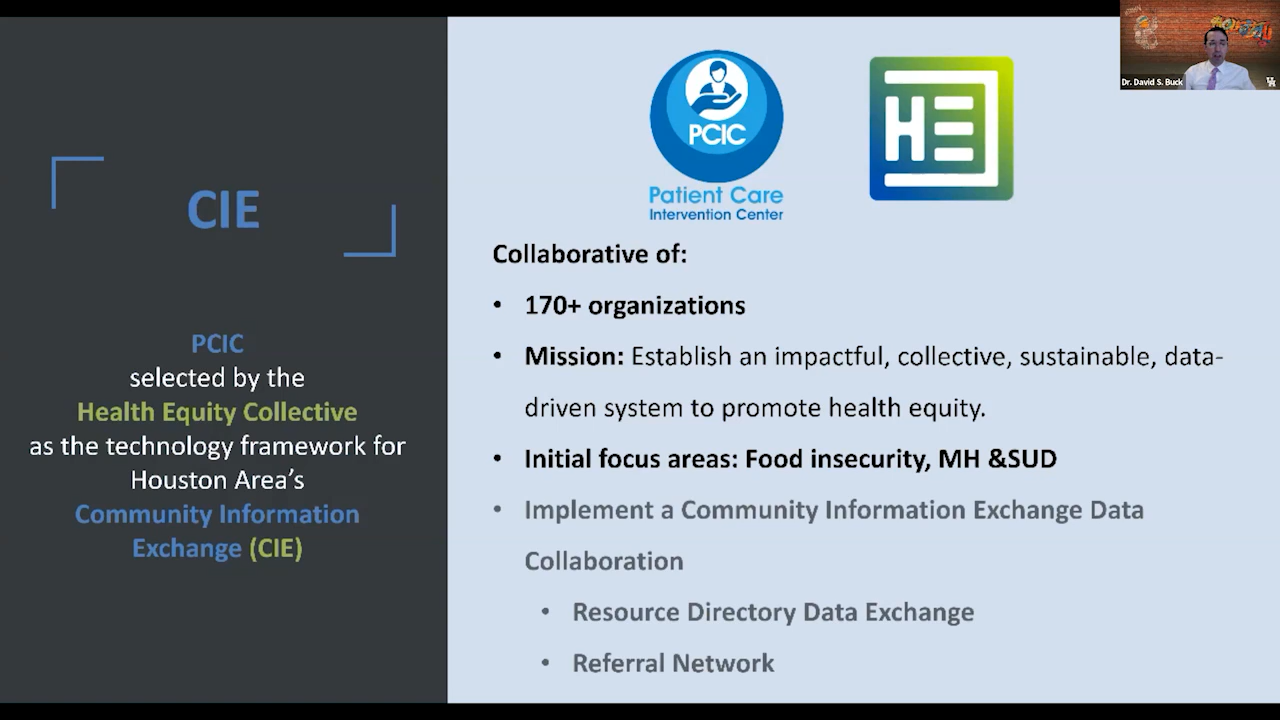 CIE
PCIC
selected by the
Health Equity Collective
as the technology framework for
Houston Area's
Community Information
Exchange (CIE)
PCIC
Patient Care
Intervention Center
HE
Collaborative of:
• 170+ organizations
• Mission: Establish an impactful, collective, sustainable, data-
driven system to promote health equity.
• Initial focus areas: Food insecurity, MH &SUD
• Implement a Community Information Exchange Data
Collaboration
• Resource Directory Data Exchange
• Referral Network
Dr. David S. Buck